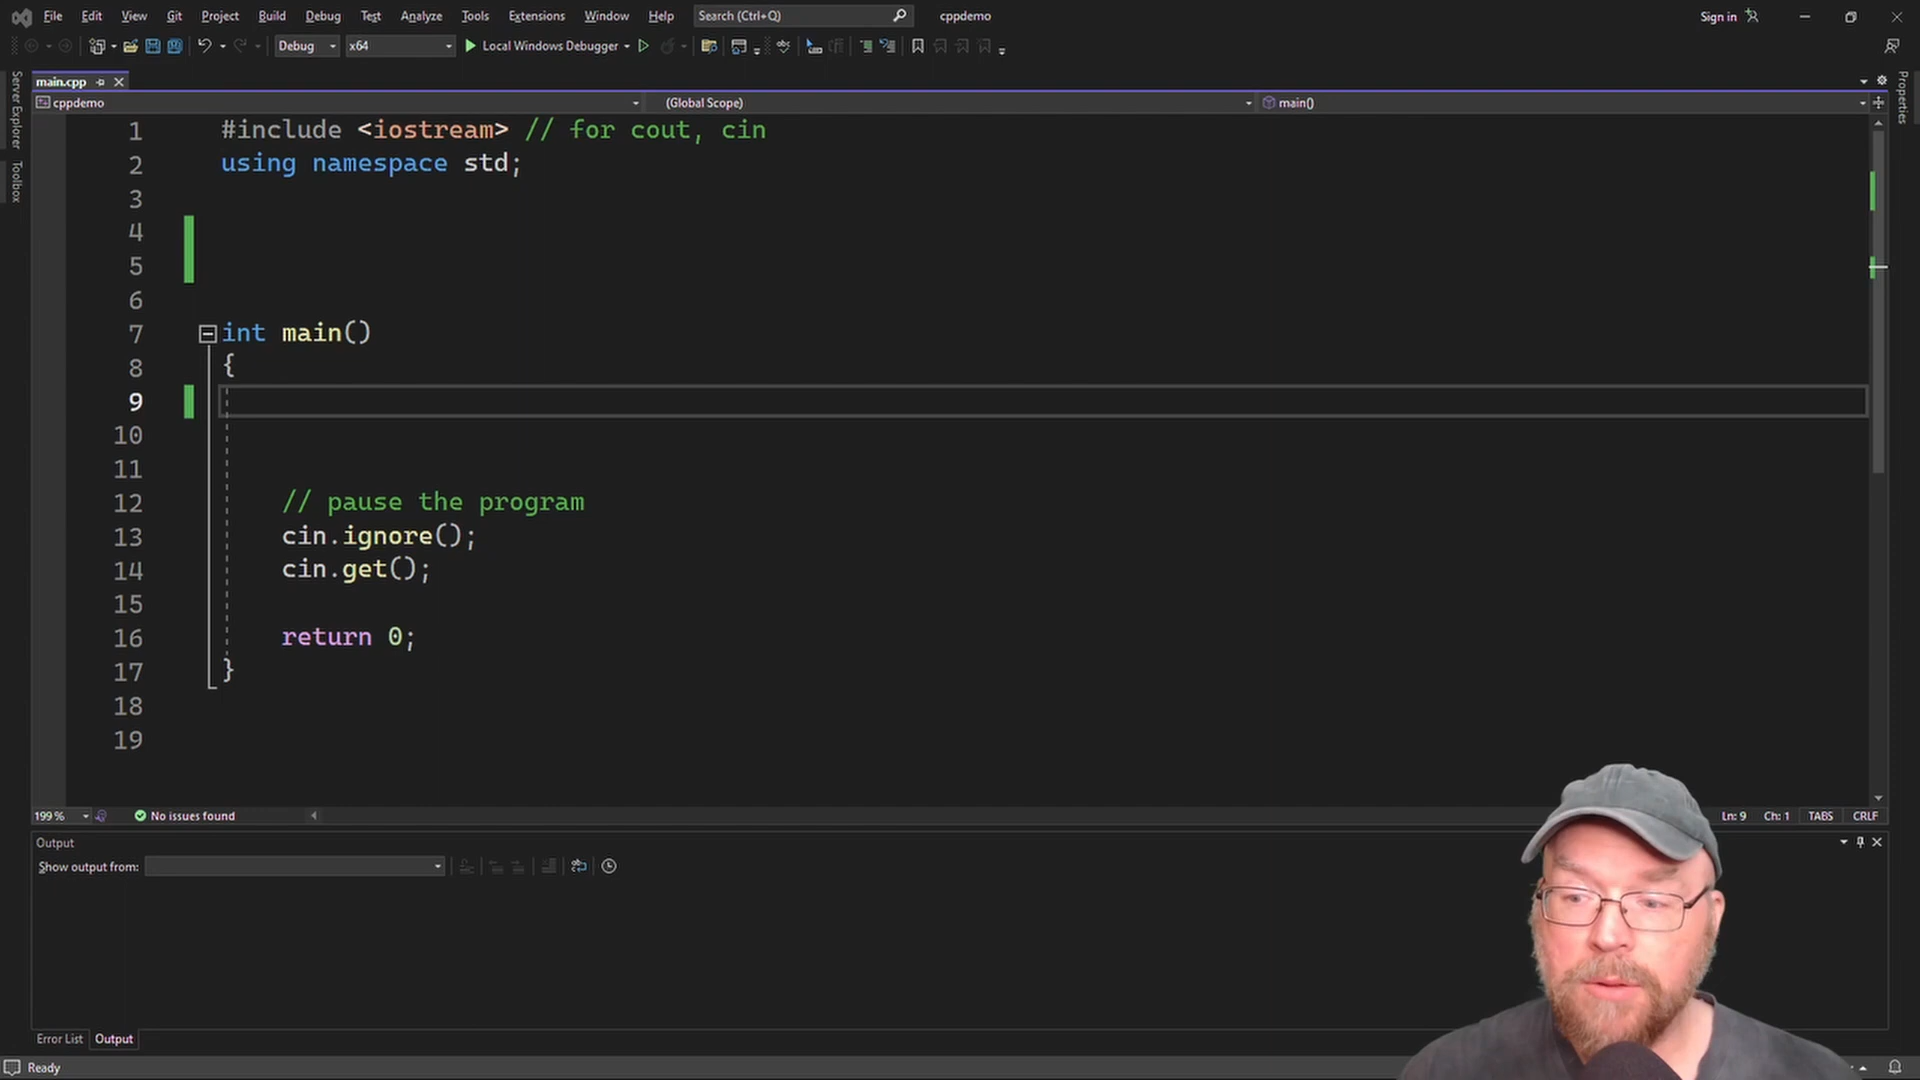 File Edit View Git Project Build Debug Test Analyze Tools Extensions Window Help Search (Ctrl+Q) cppdemo Sign in
Debug x64 Local Windows Debugger
main.cpp
cppdemo (Global Scope) main()
Server Explorer
Toolbox
Properties
1 #include <iostream> // for cout, cin
2 using namespace std;
3
4
5
6
7 int main()
8 {
9
10
11
12 // pause the program
13 cin.ignore();
14 cin.get();
15
16 return 0;
17 }
18
19
199 % No issues found Ln: 9 Ch: 1 TABS CRLF
Output
Show output from:
Error List Output
Ready